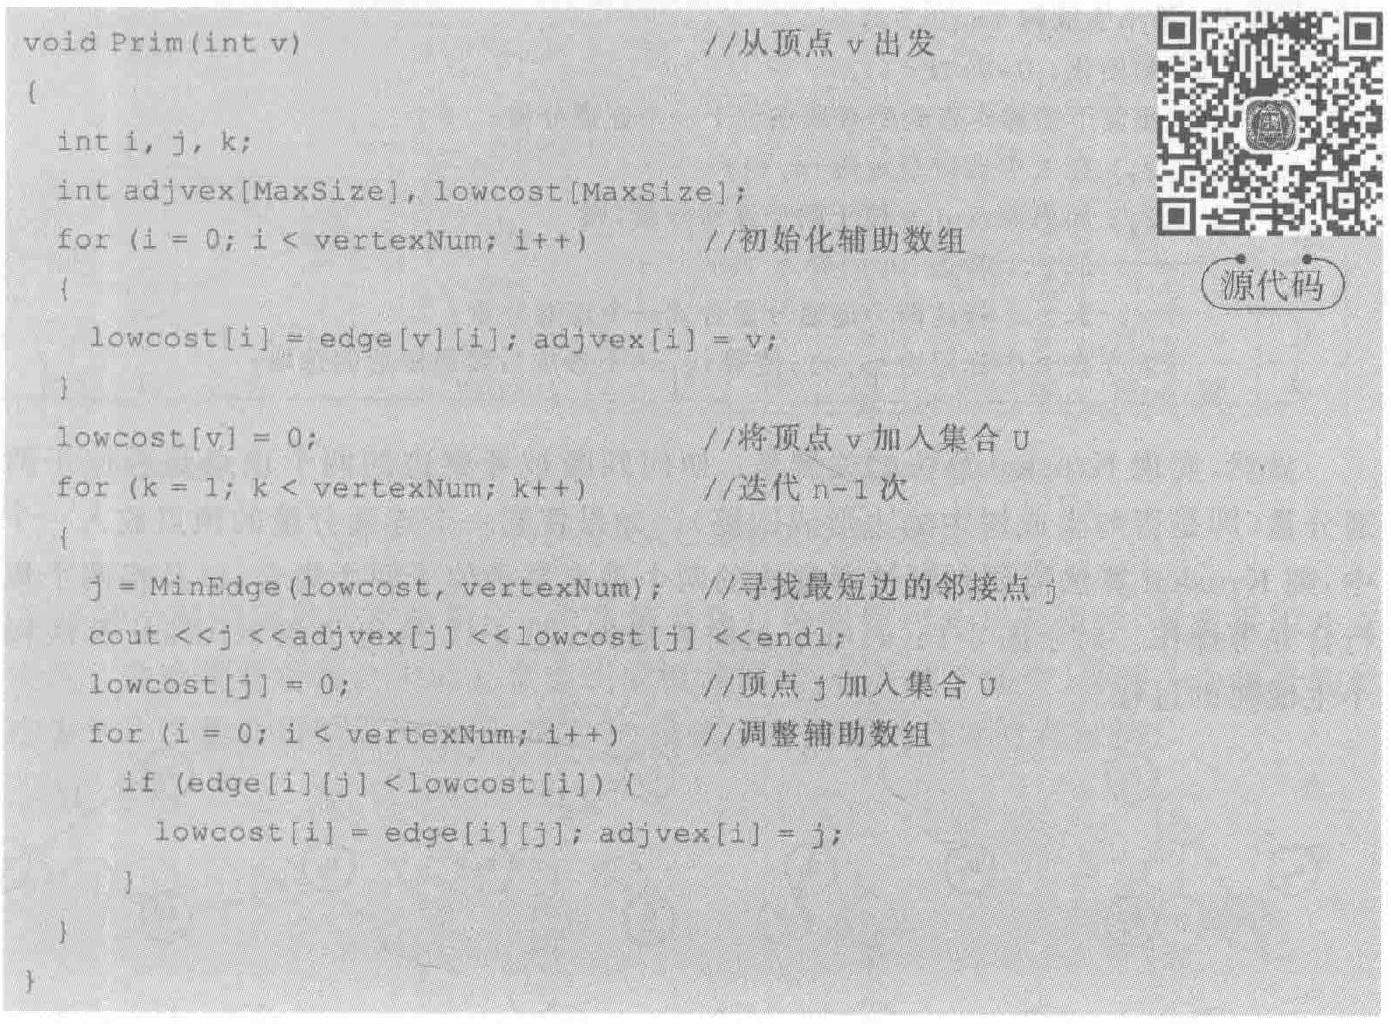 void Prim(int v) //从顶点 v 出发
{
int i, j, k;
int adjvex[MaxSize], lowcost[MaxSize];
for (i = 0; i < vertexNum; i++) //初始化辅助数组
{
lowcost[i] = edge[v][i]; adjvex[i] = v;
}
lowcost[v] = 0; //将顶点 v 加入集合 U
for (k = 1; k < vertexNum; k++) //迭代 n-1 次
{
j = MinEdge(lowcost, vertexNum); //寻找最短边的邻接点 j
cout <<j <<adjvex[j] <<lowcost[j] <<endl;
lowcost[j] = 0; //顶点 j 加入集合 U
for (i = 0; i < vertexNum; i++) //调整辅助数组
if (edge[i][j] <lowcost[i]) {
lowcost[i] = edge[i][j]; adjvex[i] = j;
}
}
}
源代码